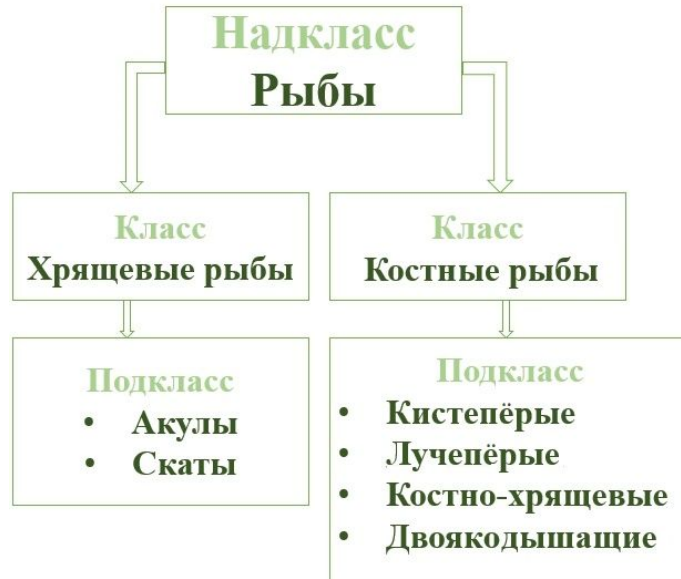 Надкласс
Рыбы
Класс
Хрящевые рыбы
Класс
Костные рыбы
Подкласс
• Акулы
• Скаты
Подкласс
• Кистепёрые
• Лучепёрые
• Костно-хрящевые
• Двоякодышащие